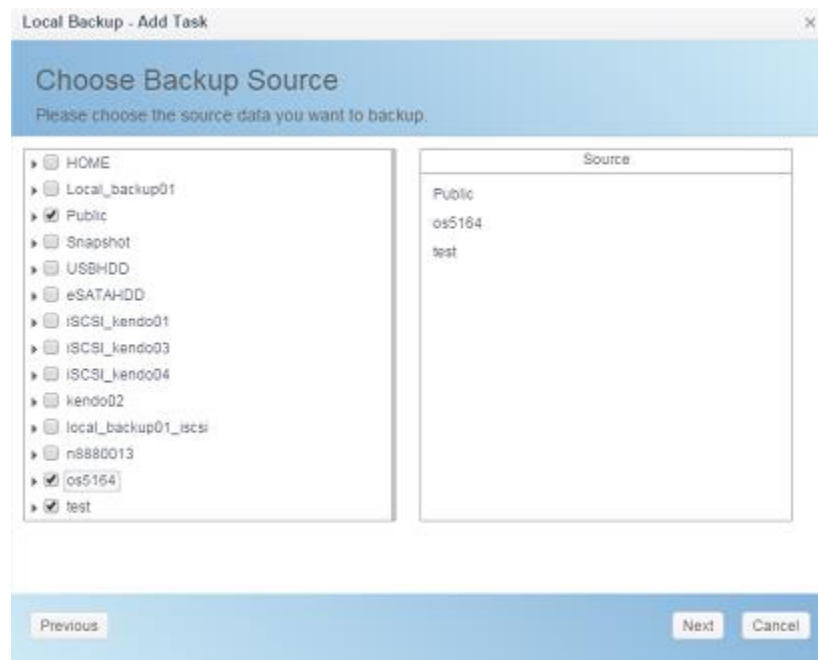 Local Backup - Add Task
Choose Backup Source
Please choose the source data you want to backup.
HOME
Local_backup01
Public
Snapshot
USBHDD
eSATAHDD
iSCSI_kendo01
iSCSI_kendo03
iSCSI_kendo04
kendo02
local_backup01_iscsi
n8880013
os5164
test
Source
Public
os5164
test
Previous
Next
Cancel